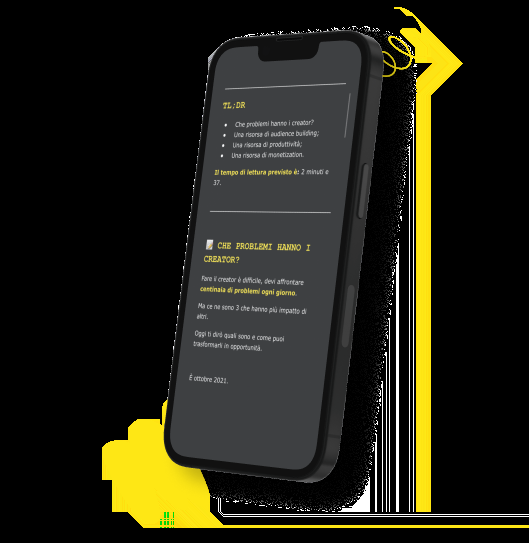 TL;DR
Che problemi hanno i creator?
Una risorsa di audience building;
Una risorsa di produttività;
Una risorsa di monetization.
Il tempo di lettura previsto è: 2 minuti e
37.
CHE PROBLEMI HANNO I
CREATOR?
Fare il creator è difficile, devi affrontare
centinaia di problemi ogni giorno.
Ma ce ne sono 3 che hanno più impatto di
altri.
Oggi ti dirò quali sono e come puoi
trasformarli in opportunità.
È ottobre 2021.